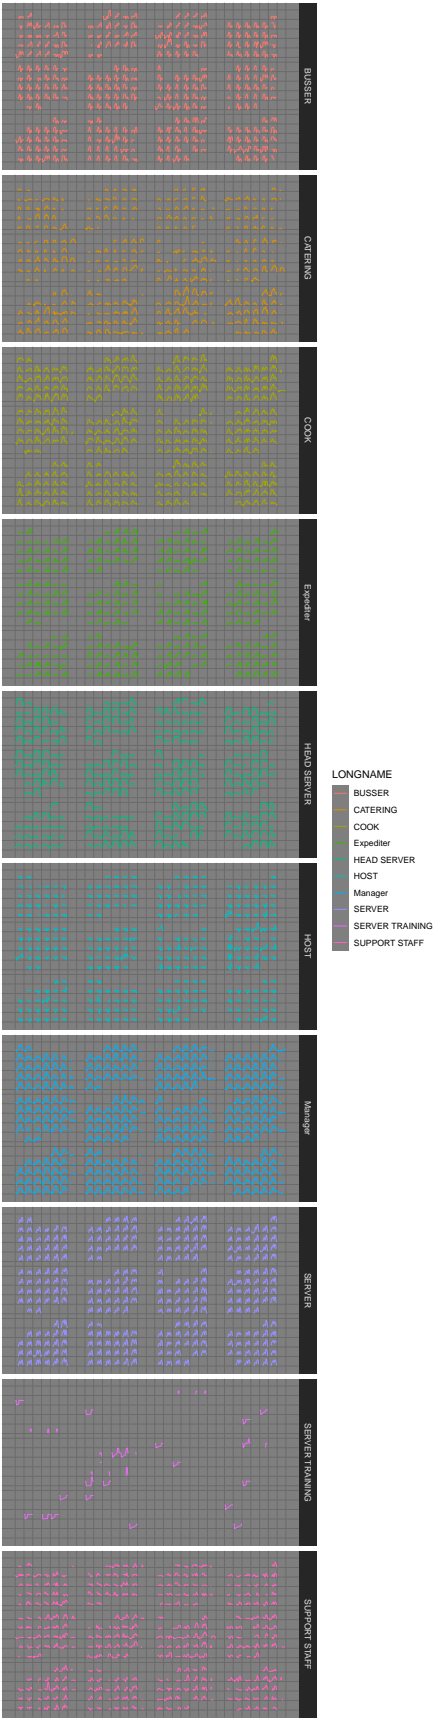 BUSSER
CATERING
COOK
Expediter
HEAD SERVER
LONGNAME
BUSSER
CATERING
COOK
Expediter
HEAD SERVER
HOST
Manager
SERVER
SERVER TRAINING
SUPPORT STAFF
HOST
Manager
SERVER
SERVER TRAINING
SUPPORT STAFF